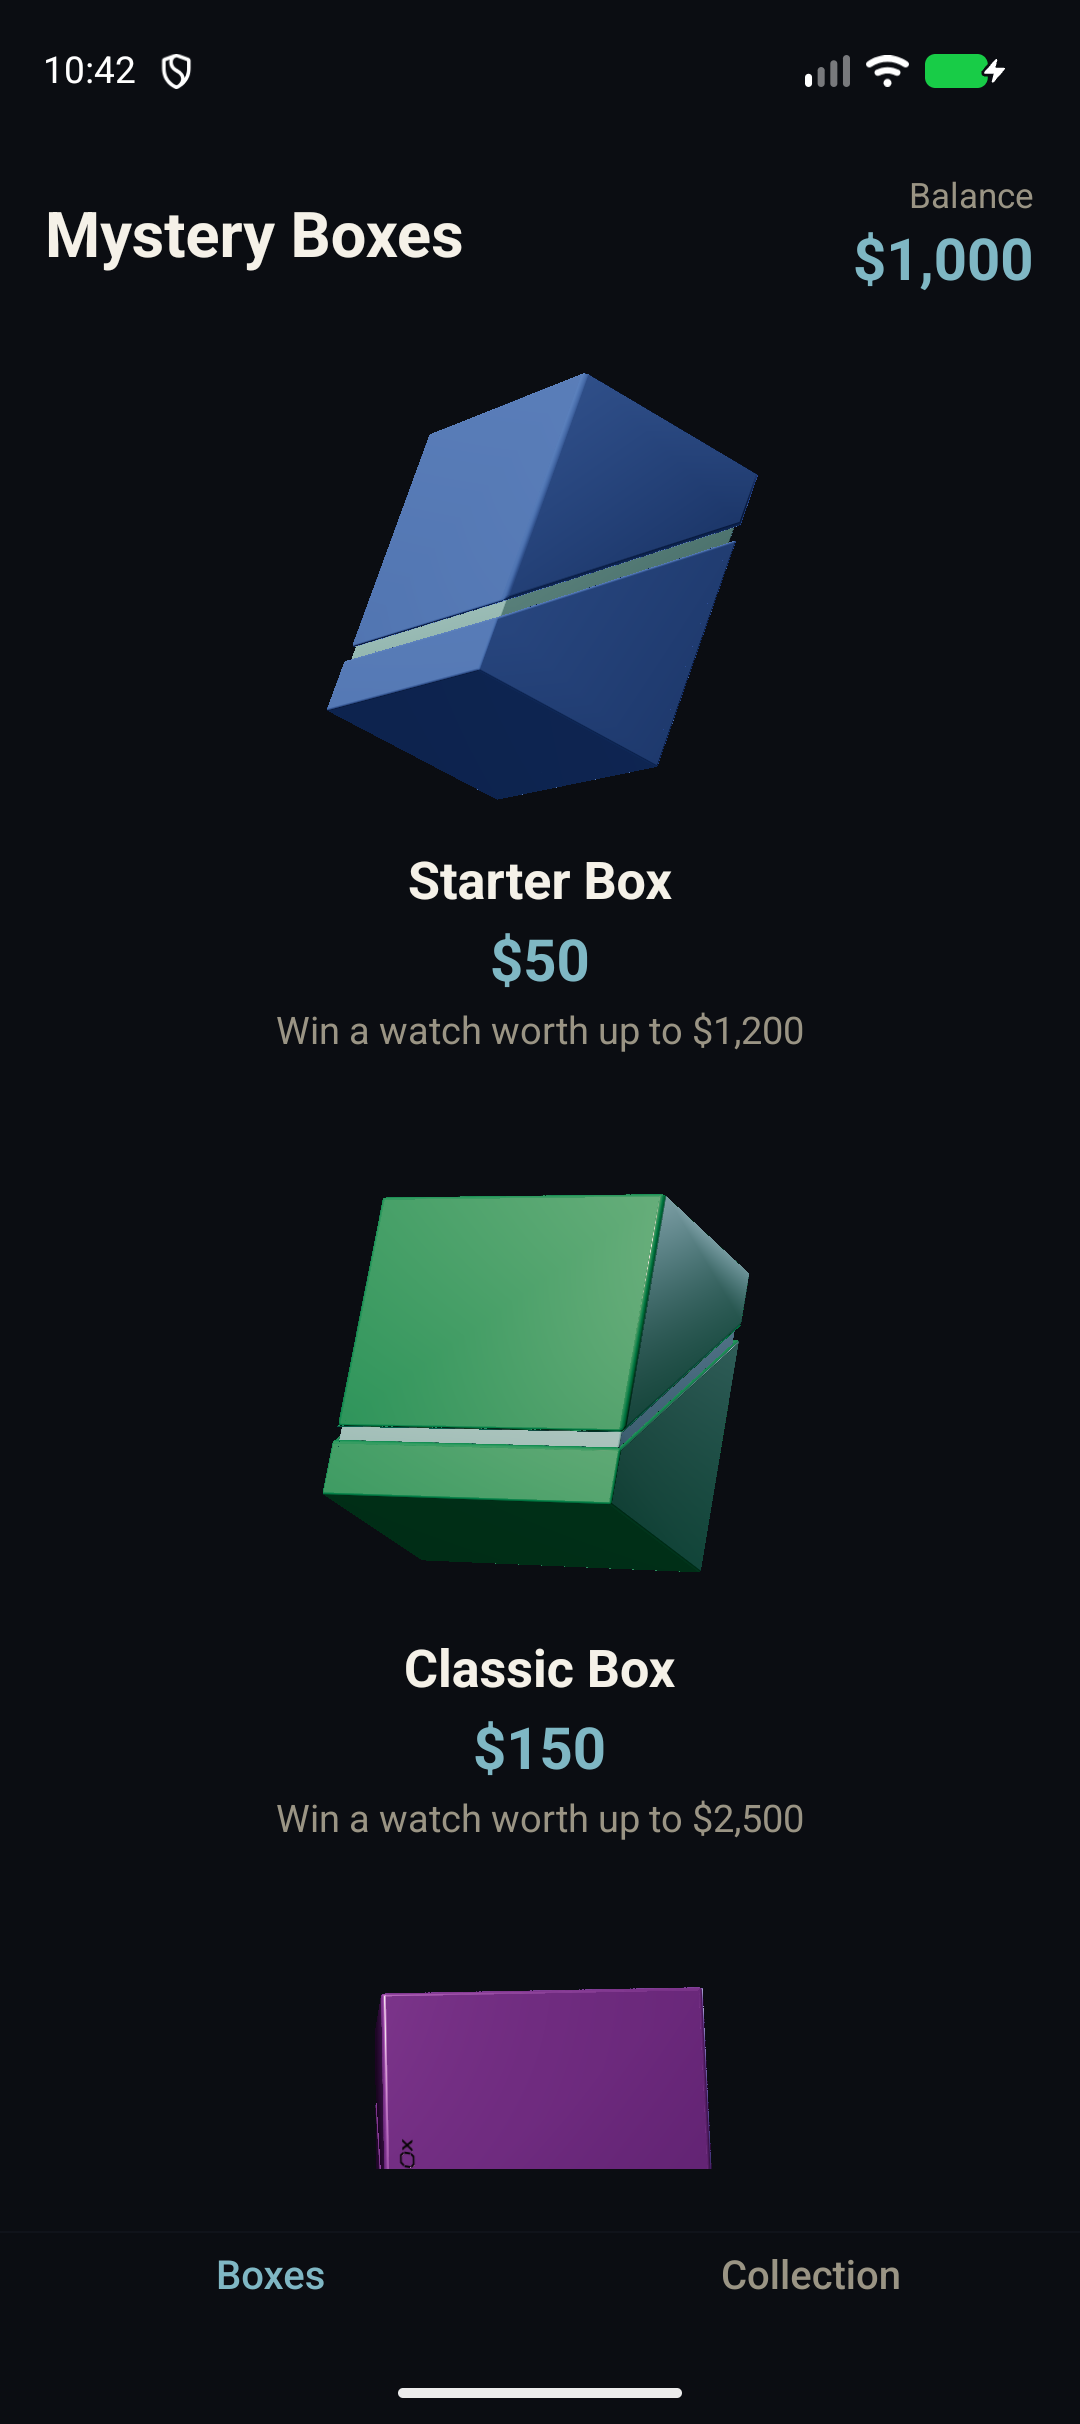 10:42
Mystery Boxes
Balance
$1,000
Starter Box
$50
Win a watch worth up to $1,200
Classic Box
$150
Win a watch worth up to $2,500
ox
Boxes
Collection